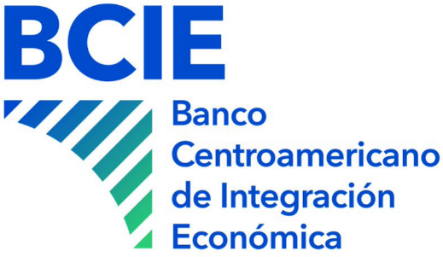 BCIE
Banco
Centroamericano
de Integración
Económica